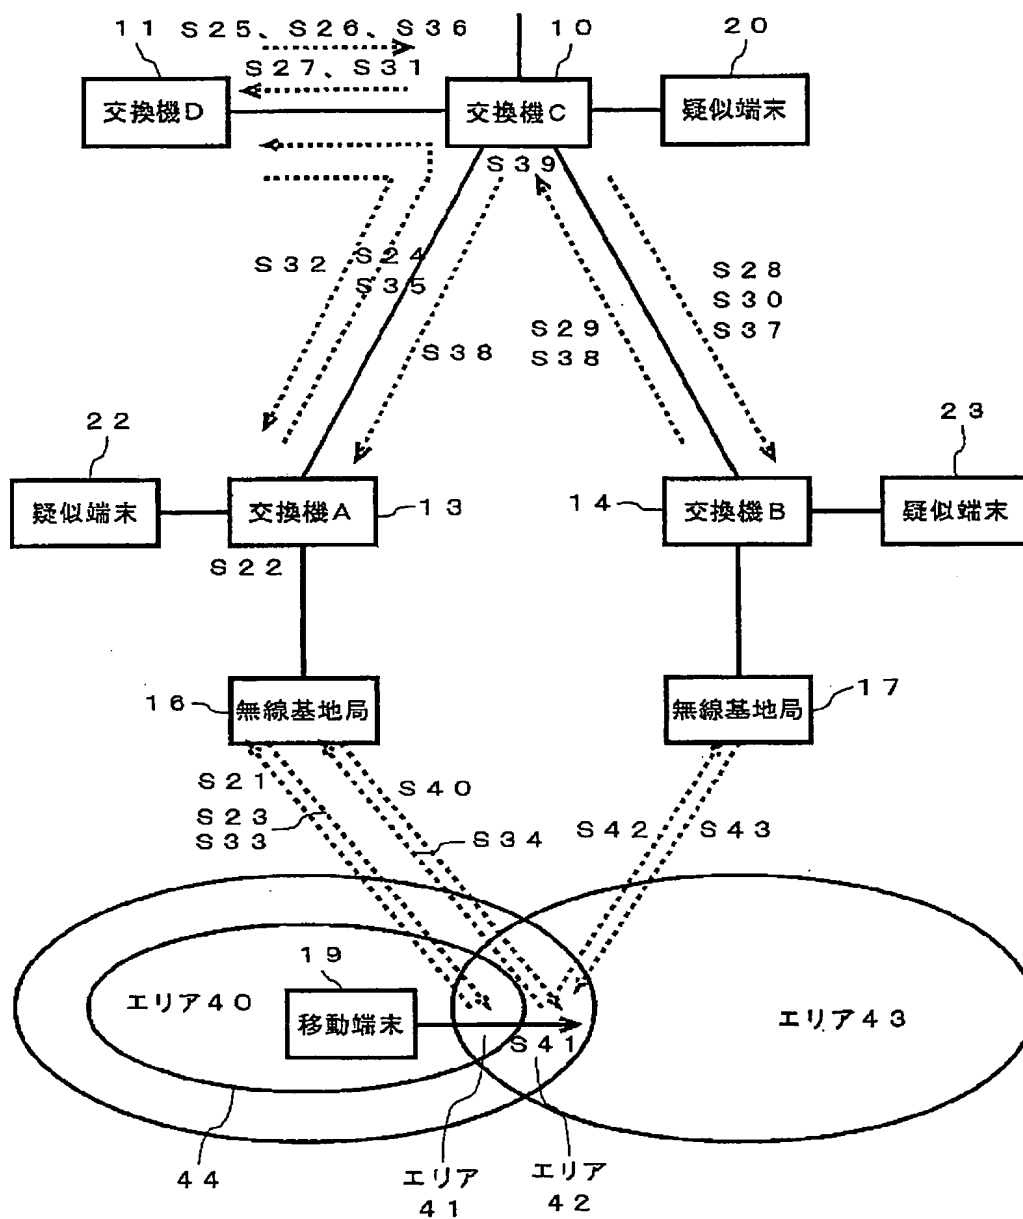 11
S25、S26、S36
10
20
S27、S31
交換機D
交換機C
疑似端末
S39
S32
S24
S35
S28
S30
S37
S29
S38
S38
22
23
疑似端末
交換機A
13
14
交換機B
疑似端末
S22
16
無線基地局
無線基地局
17
S21
S40
S23
S33
S34
S42
S43
19
エリア40
移動端末
エリア43
S41
44
エリア
41
エリア
42